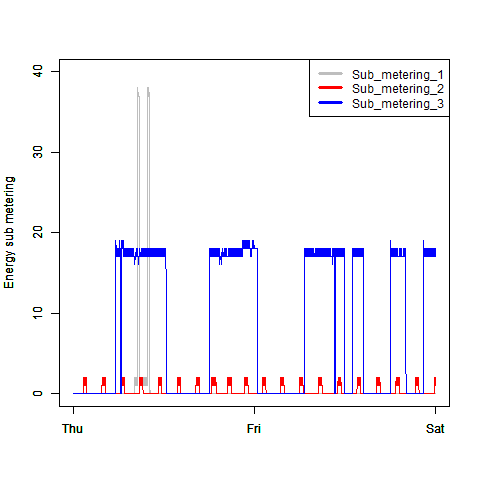 Sub_metering_1
Sub_metering_2
Sub_metering_3
Energy sub metering
40
30
20
10
0
Thu Fri Sat